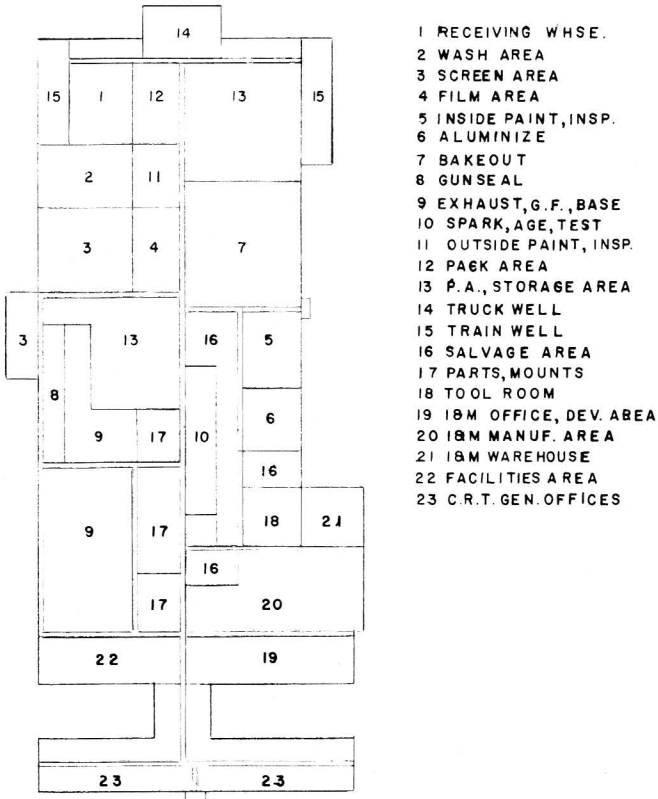 14
15
1
12
13
15
2
11
3
4
7
3
13
16
5
8
6
9
17
10
16
9
17
18
21
16
17
20
22
19
23
23
1 RECEIVING WHSE.
2 WASH AREA
3 SCREEN AREA
4 FILM AREA
5 INSIDE PAINT, INSP.
6 ALUMINIZE
7 BAKEOUT
8 GUNSEAL
9 EXHAUST, G.F., BASE
10 SPARK, AGE, TEST
11 OUTSIDE PAINT, INSP.
12 PACK AREA
13 P.A., STORAGE AREA
14 TRUCK WELL
15 TRAIN WELL
16 SALVAGE AREA
17 PARTS, MOUNTS
18 TOOL ROOM
19 I&M OFFICE, DEV. AREA
20 I&M MANUF. AREA
21 I&M WAREHOUSE
22 FACILITIES AREA
23 C.R.T. GEN. OFFICES